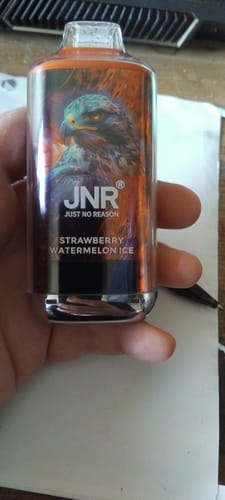 JNR®
JUST NO REASON
STRAWBERRY
WATERMELON ICE